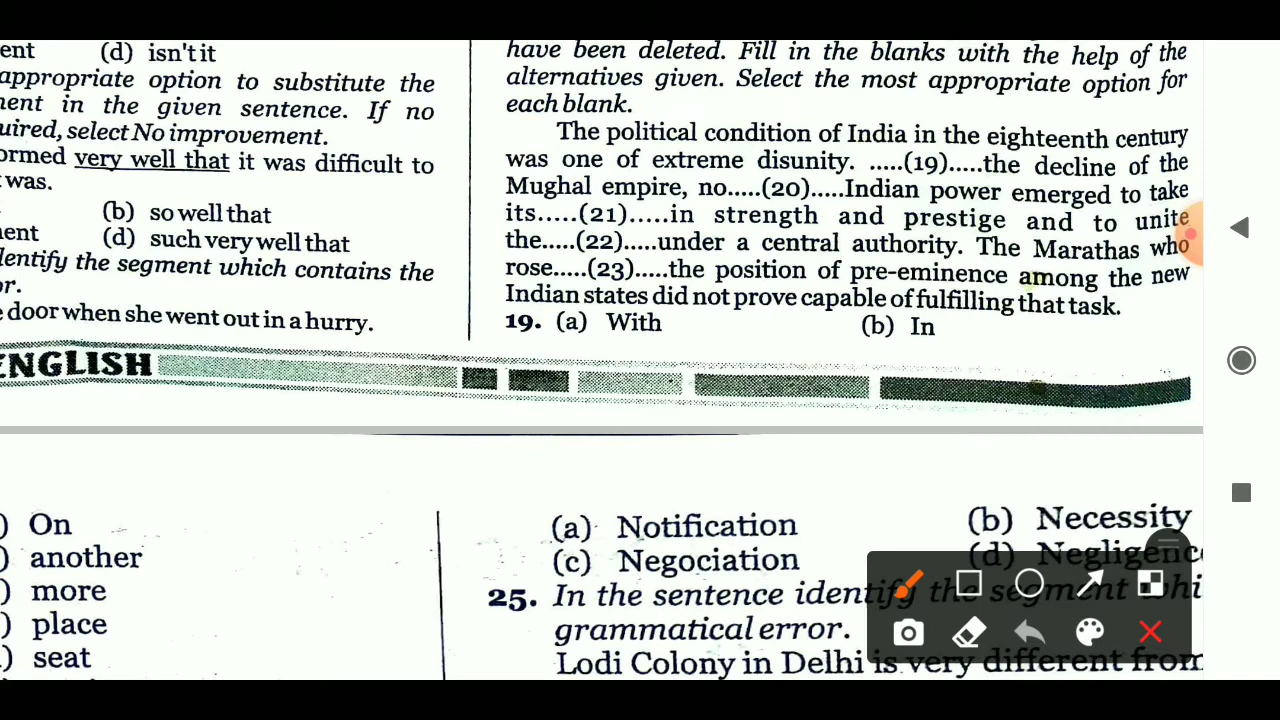 ent (d) isn't it
appropriate option to substitute the
ment in the given sentence. If no
uired, select No improvement.
ormed very well that it was difficult to
was.
(b) so well that
ent (d) such very well that
dentify the segment which contains the
or.
door when she went out in a hurry.
have been deleted. Fill in the blanks with the help of the
alternatives given. Select the most appropriate option for
each blank.
The political condition of India in the eighteenth century
was one of extreme disunity. .....(19).....the decline of the
Mughal empire, no.....(20).....Indian power emerged to take
its.....(21).....in strength and prestige and to unite
the.....(22).....under a central authority. The Marathas who
rose.....(23).....the position of pre-eminence among the new
Indian states did not prove capable of fulfilling that task.
19. (a) With (b) In
ENGLISH
) On
) another
) more
) place
) seat
(a) Notification (b) Necessity
(c) Negociation (d) Negligence
25. In the sentence identify the segment whi
grammatical error.
Lodi Colony in Delhi is very different from